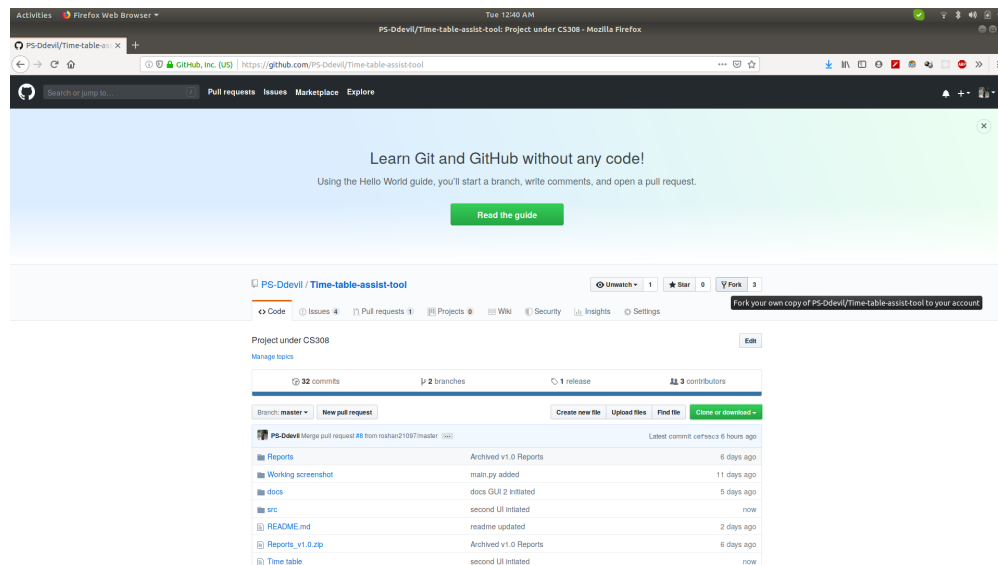 Activities Firefox Web Browser Tue 12:40 AM
PS-Ddevil/Time-table-assist-tool: Project under CS308 - Mozilla Firefox
PS-Ddevil/Time-table-as
GitHub, Inc. (US) https://github.com/PS-Ddevil/Time-table-assist-tool
Search or jump to... / Pull requests Issues Marketplace Explore
Learn Git and GitHub without any code!
Using the Hello World guide, you'll start a branch, write comments, and open a pull request.
Read the guide
PS-Ddevil / Time-table-assist-tool Unwatch 1 Star 0 Fork 3
Fork your own copy of PS-Ddevil/Time-table-assist-tool to your account
Code Issues 4 Pull requests 1 Projects 0 Wiki Security Insights Settings
Project under CS308 Edit
Manage topics
32 commits 2 branches 1 release 3 contributors
Branch: master New pull request Create new file Upload files Find file Clone or download
PS-Ddevil Merge pull request #8 from roshan21097/master Latest commit 6 hours ago
Reports Archived v1.0 Reports 6 days ago
Working screenshot main.py added 11 days ago
docs docs GUI 2 initiated 5 days ago
src second UI intiated now
README.md readme updated 2 days ago
Reports_v1.0.zip Archived v1.0 Reports 6 days ago
Time table second UI intiated now